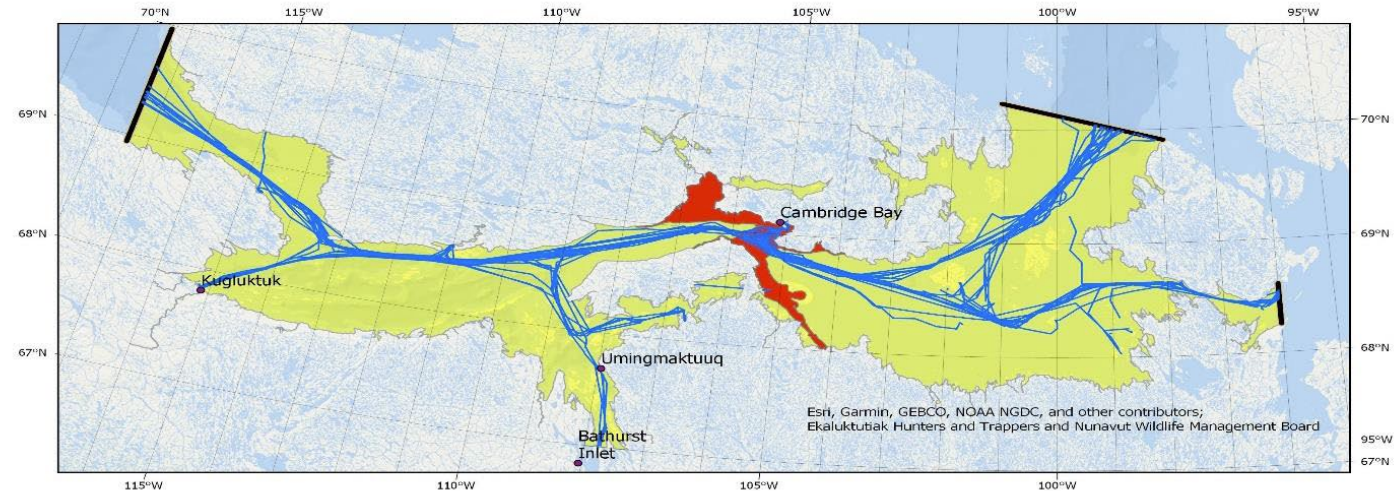 70°N 115°W 110°W 105°W 100°W 95°W
69°N
70°N
68°N
69°N
67°N
68°N
Cambridge Bay
Kugluktuk
Umingmaktuuq
Bathurst
Inlet
Esri, Garmin, GEBCO, NOAA NGDC, and other contributors;
Ekaluktutiak Hunters and Trappers and Nunavut Wildlife Management Board
95°W
67°N
115°W 110°W 105°W 100°W